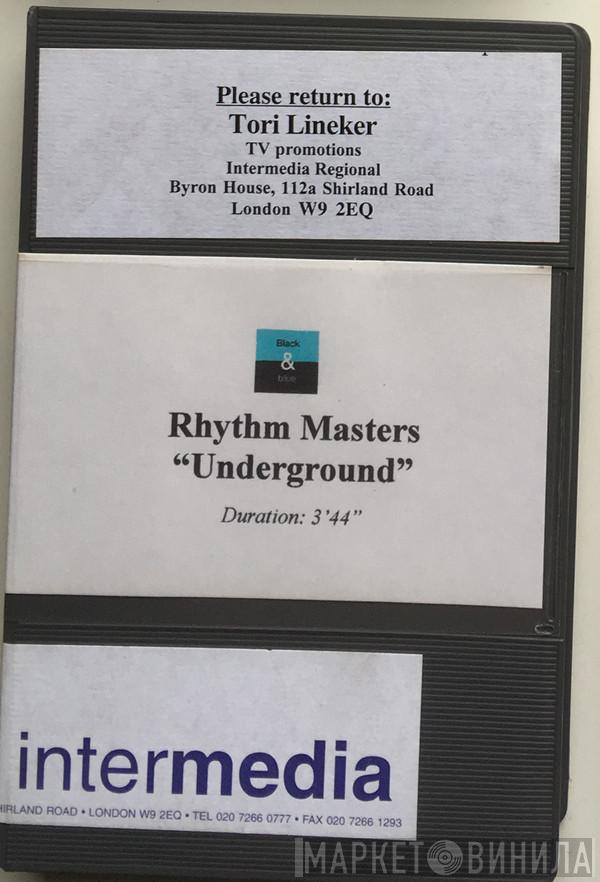 Please return to:
Tori Lineker
TV promotions
Intermedia Regional
Byron House, 112a Shirland Road
London W9 2EQ
Black
&
blue
Rhythm Masters
“Underground”
Duration: 3’44”
intermedia
HIRLAND ROAD • LONDON W9 2EQ • TEL 020 7266 0777 • FAX 020 7266 1293
МАРКЕТ ВИНИЛА